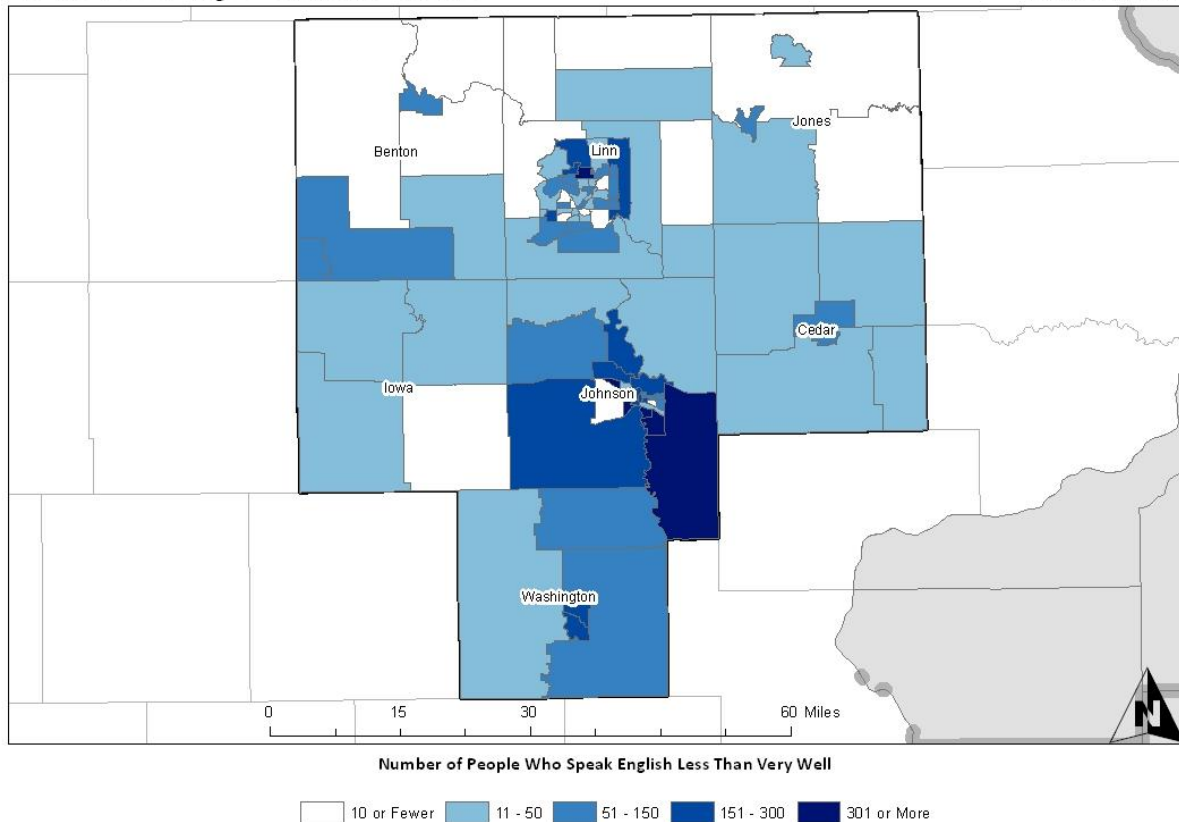 Jones
Linn
Benton
Cedar
Iowa
Johnson
Washington
0 15 30 60 Miles
N
Number of People Who Speak English Less Than Very Well
10 or Fewer 11 - 50 51 - 150 151 - 300 301 or More